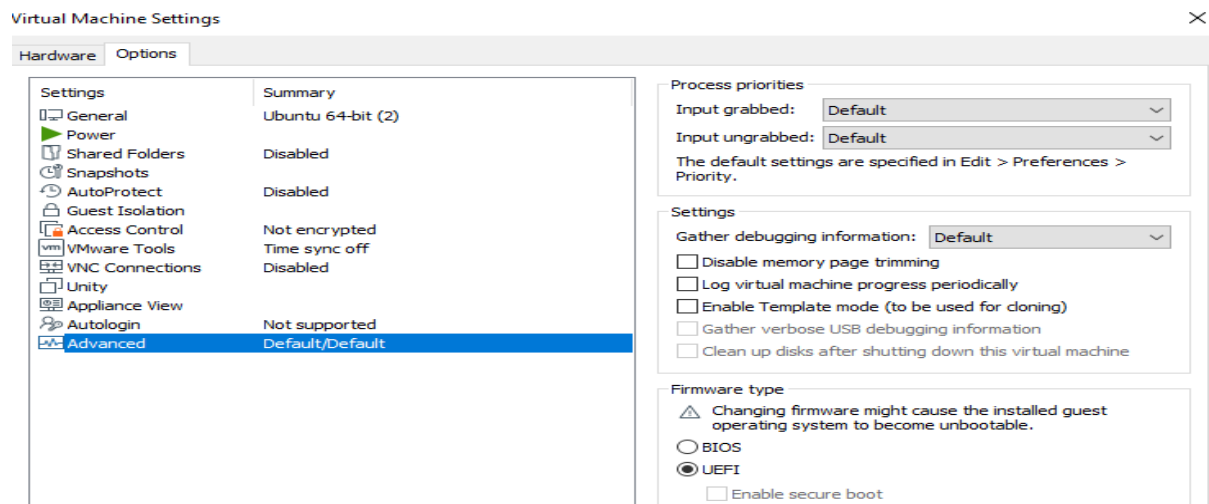 Virtual Machine Settings
Hardware Options
Settings Summary
General Ubuntu 64-bit (2)
Power
Shared Folders Disabled
Snapshots
AutoProtect Disabled
Guest Isolation
Access Control Not encrypted
vm VMware Tools Time sync off
VNC Connections Disabled
Unity
Appliance View
Autologin Not supported
Advanced Default/Default
Process priorities
Input grabbed: Default
Input ungrabbed: Default
The default settings are specified in Edit > Preferences >
Priority.
Settings
Gather debugging information: Default
Disable memory page trimming
Log virtual machine progress periodically
Enable Template mode (to be used for cloning)
Gather verbose USB debugging information
Clean up disks after shutting down this virtual machine
Firmware type
Changing firmware might cause the installed guest
operating system to become unbootable.
BIOS
UEFI
Enable secure boot